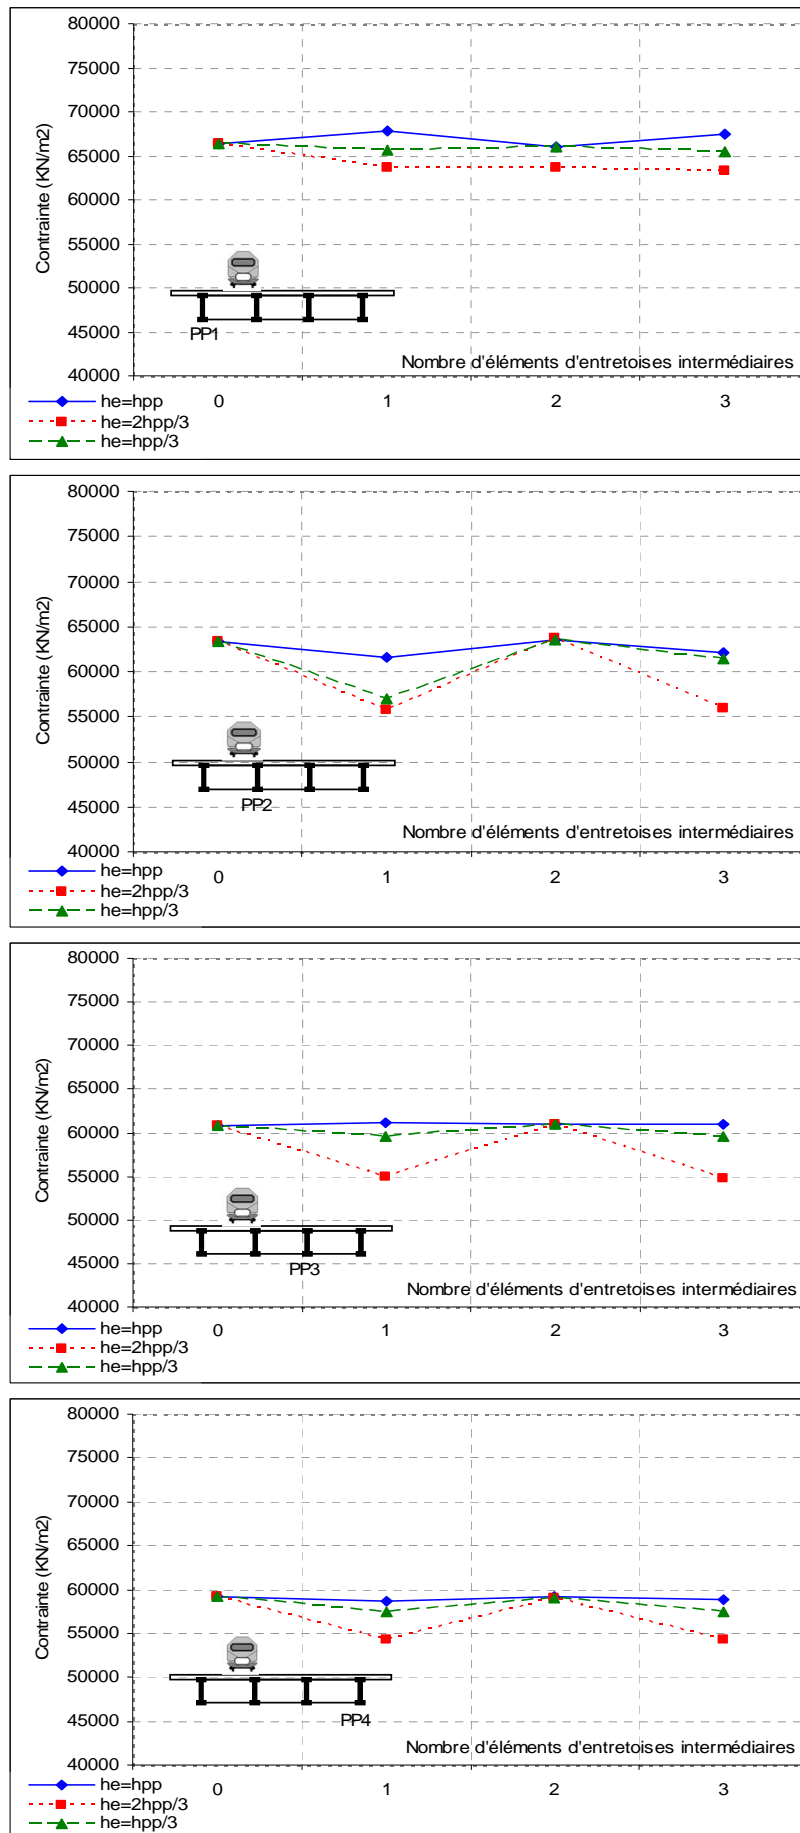 80000
75000
70000
65000
60000
55000
50000
45000
40000
Contrainte (KN/m2)
PP1
Nombre d'éléments d'entretoises intermédiaires
0 1 2 3
he=hpp
he=2hpp/3
he=hpp/3
80000
75000
70000
65000
60000
55000
50000
45000
40000
Contrainte (KN/m2)
PP2
Nombre d'éléments d'entretoises intermédiaires
0 1 2 3
he=hpp
he=2hpp/3
he=hpp/3
80000
75000
70000
65000
60000
55000
50000
45000
40000
Contrainte (KN/m2)
PP3
Nombre d'éléments d'entretoises intermédiaires
0 1 2 3
he=hpp
he=2hpp/3
he=hpp/3
80000
75000
70000
65000
60000
55000
50000
45000
40000
Contrainte (KN/m2)
PP4
Nombre d'éléments d'entretoises intermédiaires
0 1 2 3
he=hpp
he=2hpp/3
he=hpp/3